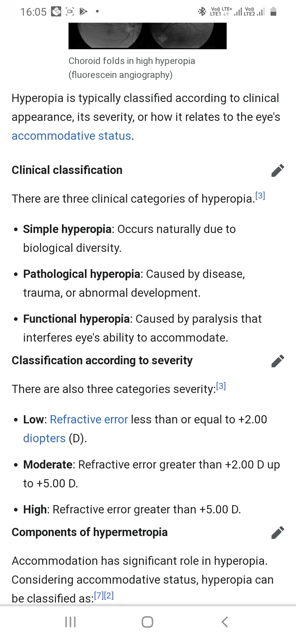 16:05
VoLTE LTE+ LTE1 VoLTE LTE2
Choroid folds in high hyperopia
(fluorescein angiography)
Hyperopia is typically classified according to clinical
appearance, its severity, or how it relates to the eye's
accommodative status.
Clinical classification
There are three clinical categories of hyperopia.[3]
• Simple hyperopia: Occurs naturally due to
biological diversity.
• Pathological hyperopia: Caused by disease,
trauma, or abnormal development.
• Functional hyperopia: Caused by paralysis that
interferes eye's ability to accommodate.
Classification according to severity
There are also three categories severity:[3]
• Low: Refractive error less than or equal to +2.00
diopters (D).
• Moderate: Refractive error greater than +2.00 D up
to +5.00 D.
• High: Refractive error greater than +5.00 D.
Components of hypermetropia
Accommodation has significant role in hyperopia.
Considering accommodative status, hyperopia can
be classified as:[7][2]